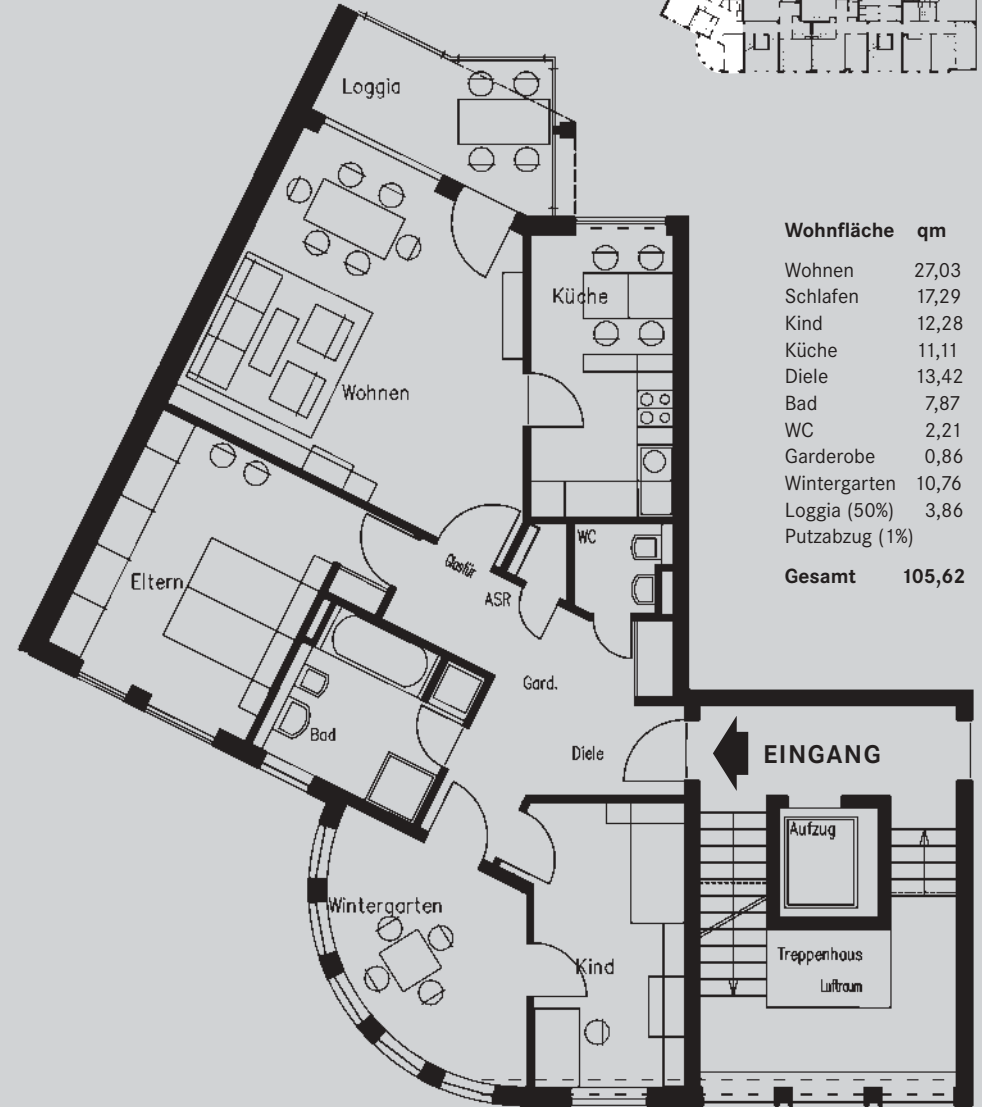 Loggia
Wohnfläche qm
Wohnen 27,03
Schlafen 17,29
Kind 12,28
Küche 11,11
Diele 13,42
Bad 7,87
WC 2,21
Garderobe 0,86
Wintergarten 10,76
Loggia (50%) 3,86
Putzabzug (1%)
Gesamt 105,62
Küche
Wohnen
WC
Glastür
Eltern
ASR
Gard.
Bad
Diele
EINGANG
Aufzug
Wintergarten
Kind
Treppenhaus
Luftraum